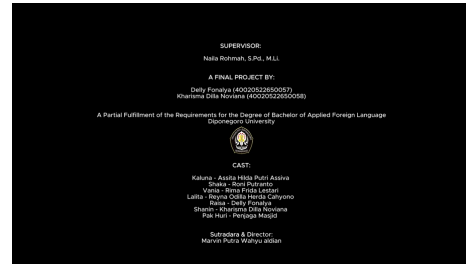 SUPERVISOR:
Naila Rohmah, S.Pd., M.Li.
A FINAL PROJECT BY:
Delly Fonalya (40020522650057)
Kharisma Dilla Noviana (40020522650058)
A Partial Fulfillment of the Requirements for the Degree of Bachelor of Applied Foreign Language
Diponegoro University
CAST:
Kaluna - Assita Hilda Putri Assiva
Shaka - Roni Putranto
Vania - Rima Frida Lestari
Lalita - Reyna Odilla Herda Cahyono
Raisa - Delly Fonalya
Shanin - Kharisma Dilla Noviana
Pak Huri - Penjaga Masjid
Sutradara & Director:
Marvin Putra Wahyu aldian